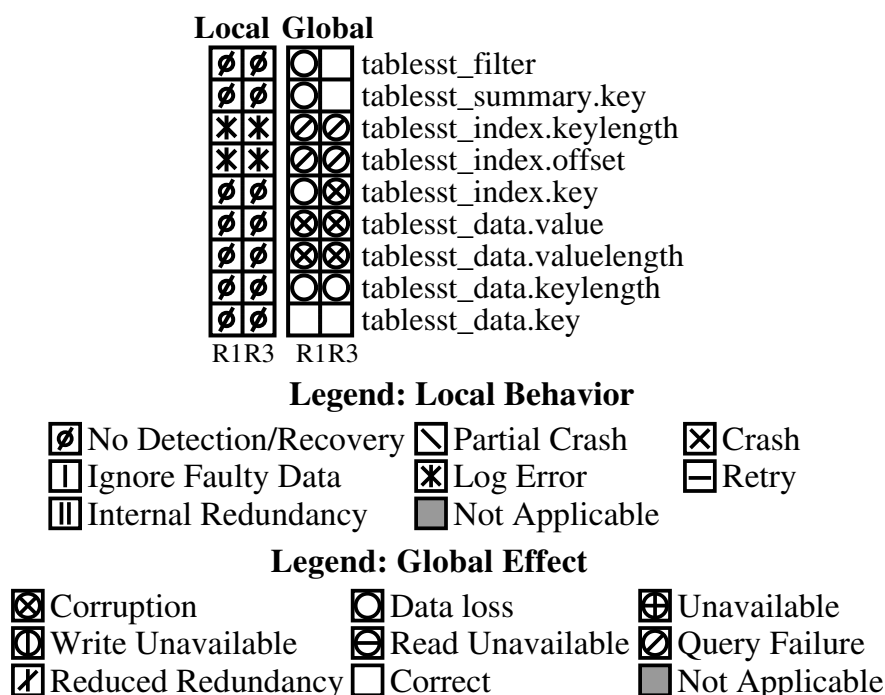 Local Global
tablesst_filter
tablesst_summary.key
tablesst_index.keylength
tablesst_index.offset
tablesst_index.key
tablesst_data.value
tablesst_data.valuelength
tablesst_data.keylength
tablesst_data.key
R1R3 R1R3
Legend: Local Behavior
No Detection/Recovery Partial Crash Crash
Ignore Faulty Data Log Error Retry
Internal Redundancy Not Applicable
Legend: Global Effect
Corruption Data loss Unavailable
Write Unavailable Read Unavailable Query Failure
Reduced Redundancy Correct Not Applicable